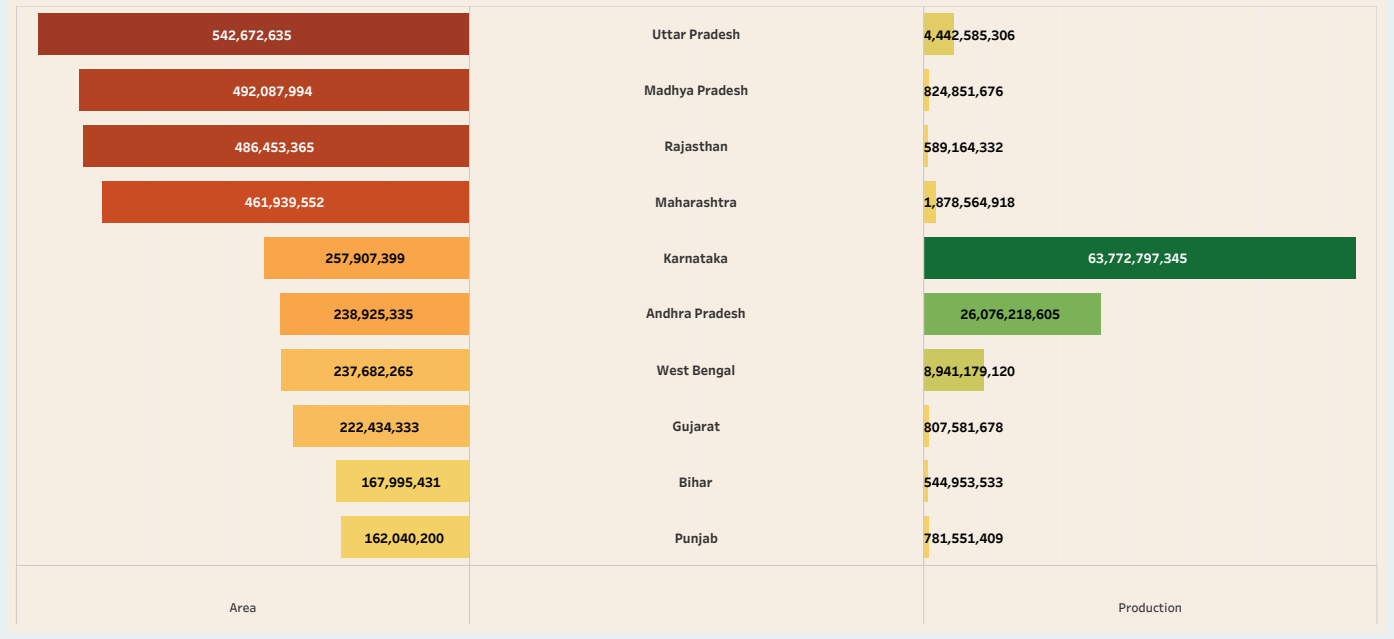 542,672,635 Uttar Pradesh 4,442,585,306
492,087,994 Madhya Pradesh 824,851,676
486,453,365 Rajasthan 589,164,332
461,939,552 Maharashtra 1,878,564,918
257,907,399 Karnataka 63,772,797,345
238,925,335 Andhra Pradesh 26,076,218,605
237,682,265 West Bengal 8,941,179,120
222,434,333 Gujarat 807,581,678
167,995,431 Bihar 544,953,533
162,040,200 Punjab 781,551,409
Area Production